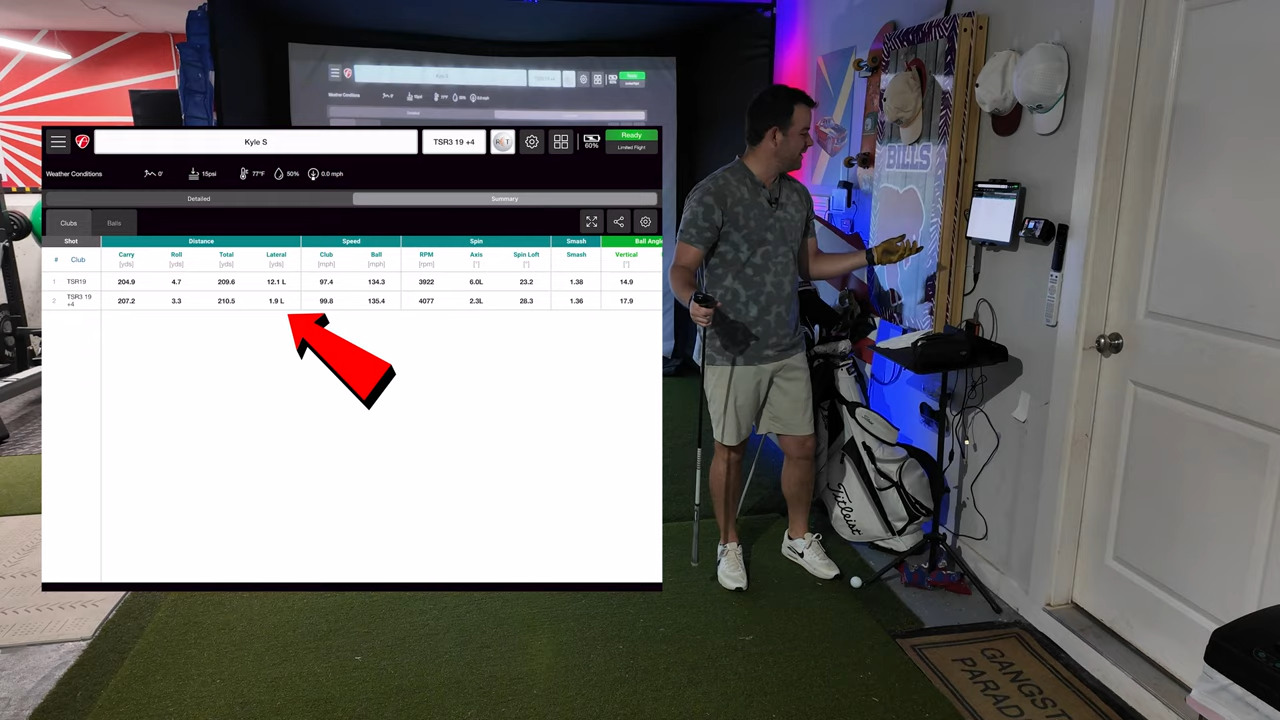 Kyle S
TSR3 19 +4
RCT
60%
Ready
Limited Flight
Weather Conditions
0'
15psi
77°F
50%
0.0 mph
Detailed
Summary
Clubs
Balls
Shot Distance Speed Spin Smash Ball Angle
# Club Carry Roll Total Lateral Club Ball RPM Axis Spin Loft Smash Vertical
[yds] [yds] [yds] [yds] [mph] [mph] [rpm] [°] [°] [°]
1 TSR19 204.9 4.7 209.6 12.1 L 97.4 134.3 3922 6.0L 23.2 1.38 14.9
2 TSR3 19 +4 207.2 3.3 210.5 1.9 L 99.8 135.4 4077 2.3L 28.3 1.36 17.9
Kyle S
Weather Conditions
BILLS
Titleist
GANGST
PARAD